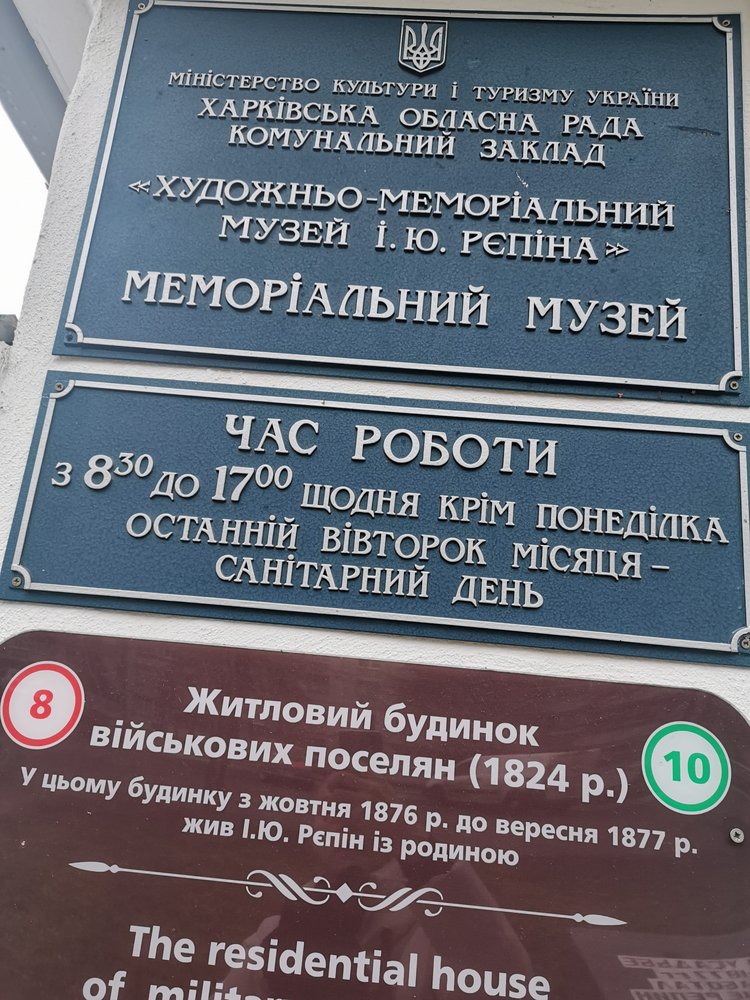 МІНІСТЕРСТВО КУЛЬТУРИ І ТУРИЗМУ УКРАЇНИ
ХАРКІВСЬКА ОБЛАСНА РАДА
КОМУНАЛЬНИЙ ЗАКЛАД
«ХУДОЖНЬО-МЕМОРІАЛЬНИЙ
МУЗЕЙ І. Ю. РЄПІНА»
МЕМОРІАЛЬНИЙ МУЗЕЙ
ЧАС РОБОТИ
З 8³⁰ ДО 17⁰⁰ ЩОДНЯ КРІМ ПОНЕДІЛКА
ОСТАННІЙ ВІВТОРОК МІСЯЦЯ –
САНІТАРНИЙ ДЕНЬ
8
Житловий будинок
військових поселян (1824 р.)
10
У цьому будинку з жовтня 1876 р. до вересня 1877 р.
жив І.Ю. Рєпін із родиною
The residential house
of